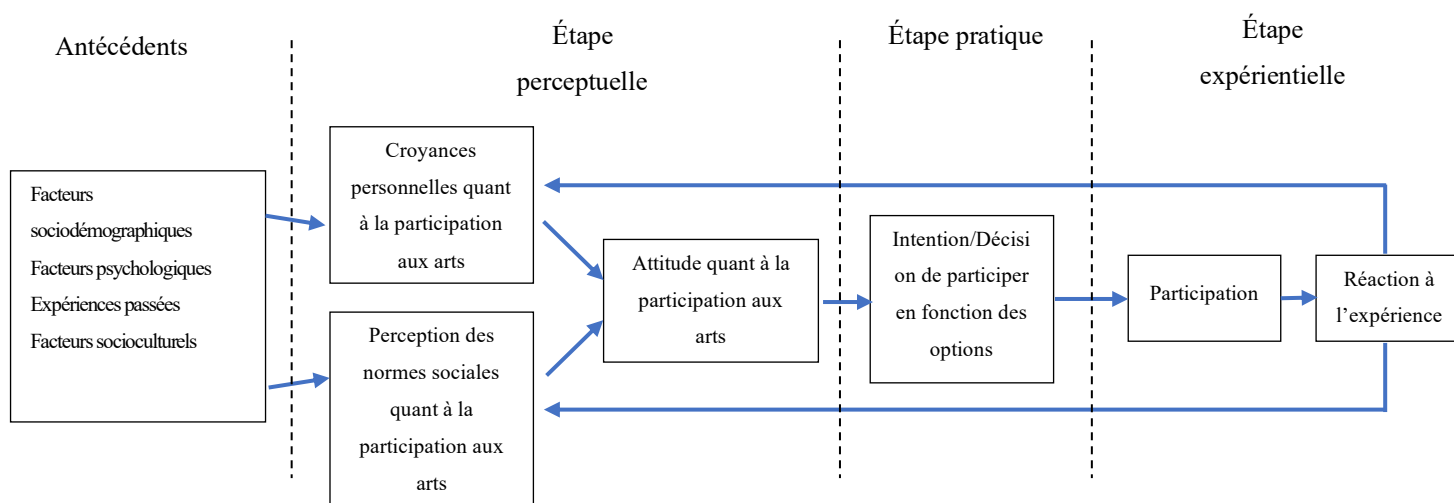 Antécédents
Étape
perceptuelle
Étape pratique
Étape
expérientielle
Facteurs
sociodémographiques
Facteurs psychologiques
Expériences passées
Facteurs socioculturels
Croyances
personnelles quant
à la participation
aux arts
Perception des
normes sociales
quant à la
participation aux
arts
Attitude quant à la
participation aux
arts
Intention/Décisi
on de participer
en fonction des
options
Participation
Réaction à
l’expérience